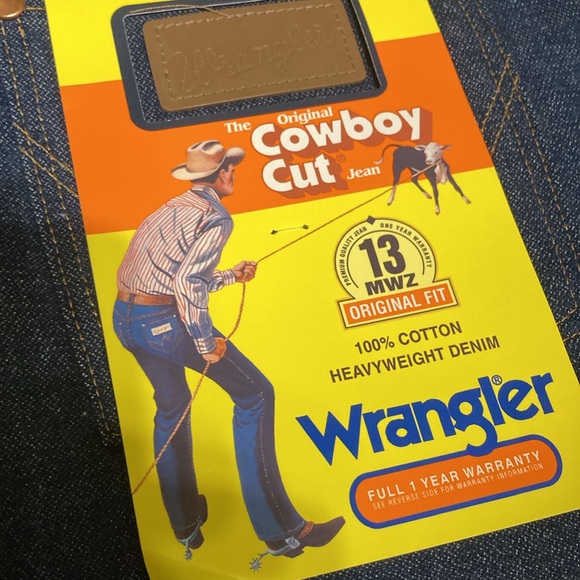 Wrangler
The Original
Cowboy
Cut® Jean
PREMIUM QUALITY JEAN ONE YEAR WARRANTY
13
MWZ
ORIGINAL FIT
100% COTTON
HEAVYWEIGHT DENIM
Wrangler®
FULL 1 YEAR WARRANTY
SEE REVERSE SIDE FOR WARRANTY INFORMATION